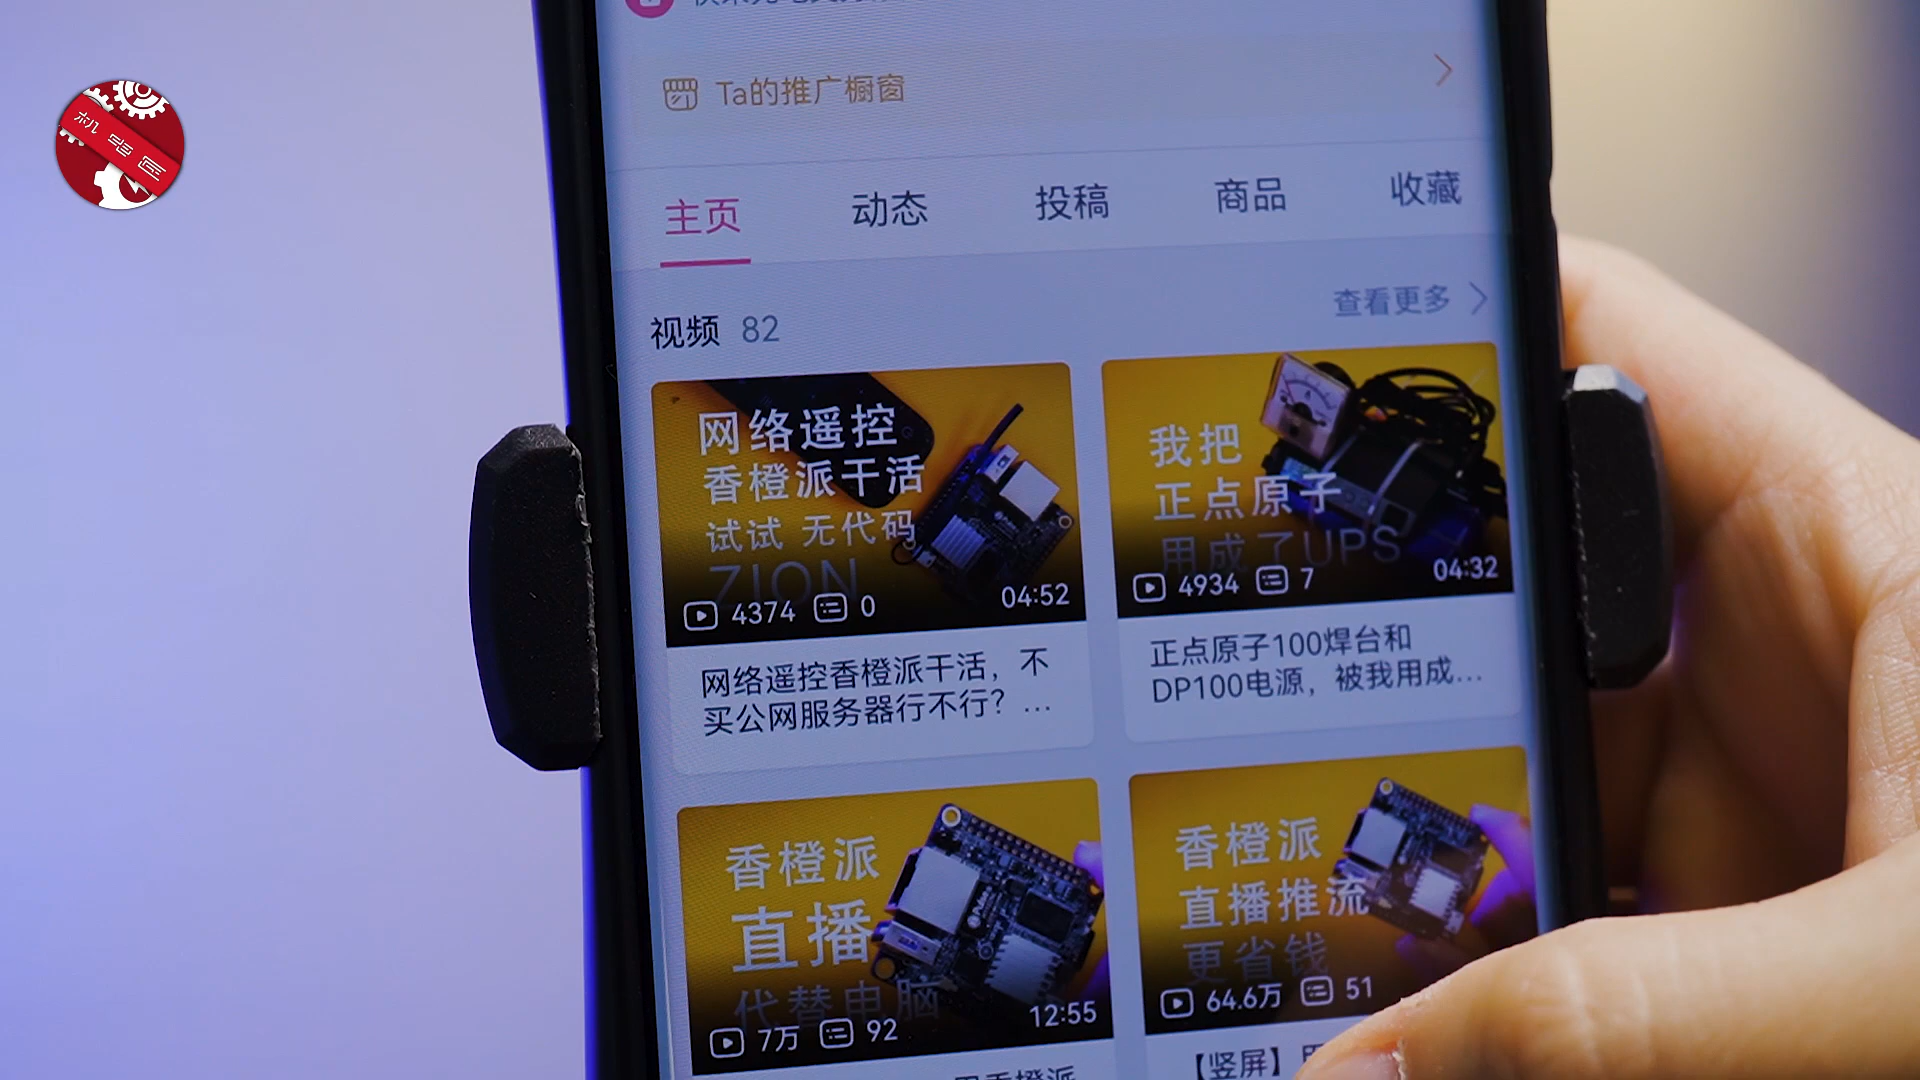 Ta的推广橱窗
主页 动态 投稿 商品 收藏
视频 82
查看更多
网络遥控
香橙派干活
试试 无代码
ZION
4374 0 04:52
网络遥控香橙派干活，不
买公网服务器行不行？...
我把
正点原子
用成了UPS
4934 7 04:32
正点原子100焊台和
DP100电源，被我用成...
香橙派
直播
代替电脑
7万 92 12:55
香橙派
直播推流
更省钱
64.6万 51
【竖屏】